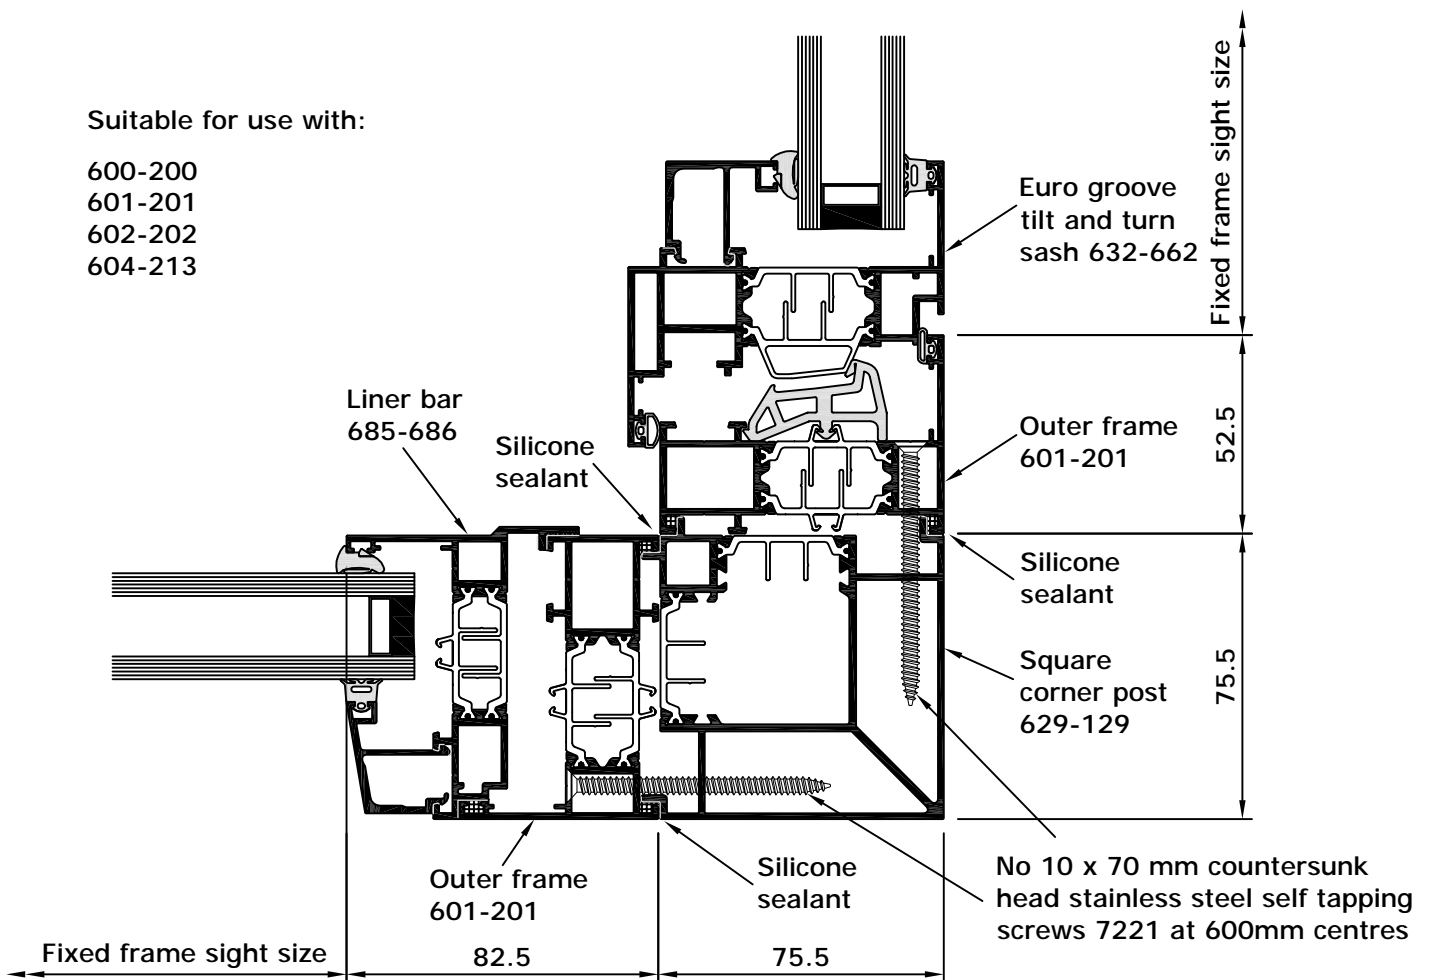 Suitable for use with:
600-200
601-201
602-202
604-213
Fixed frame sight size
Euro groove
tilt and turn
sash 632-662
Liner bar
685-686
Silicone
sealant
Outer frame
601-201
52.5
Silicone
sealant
Square
corner post
629-129
75.5
Outer frame
601-201
Silicone
sealant
No 10 x 70 mm countersunk
head stainless steel self tapping
screws 7221 at 600mm centres
Fixed frame sight size
82.5
75.5